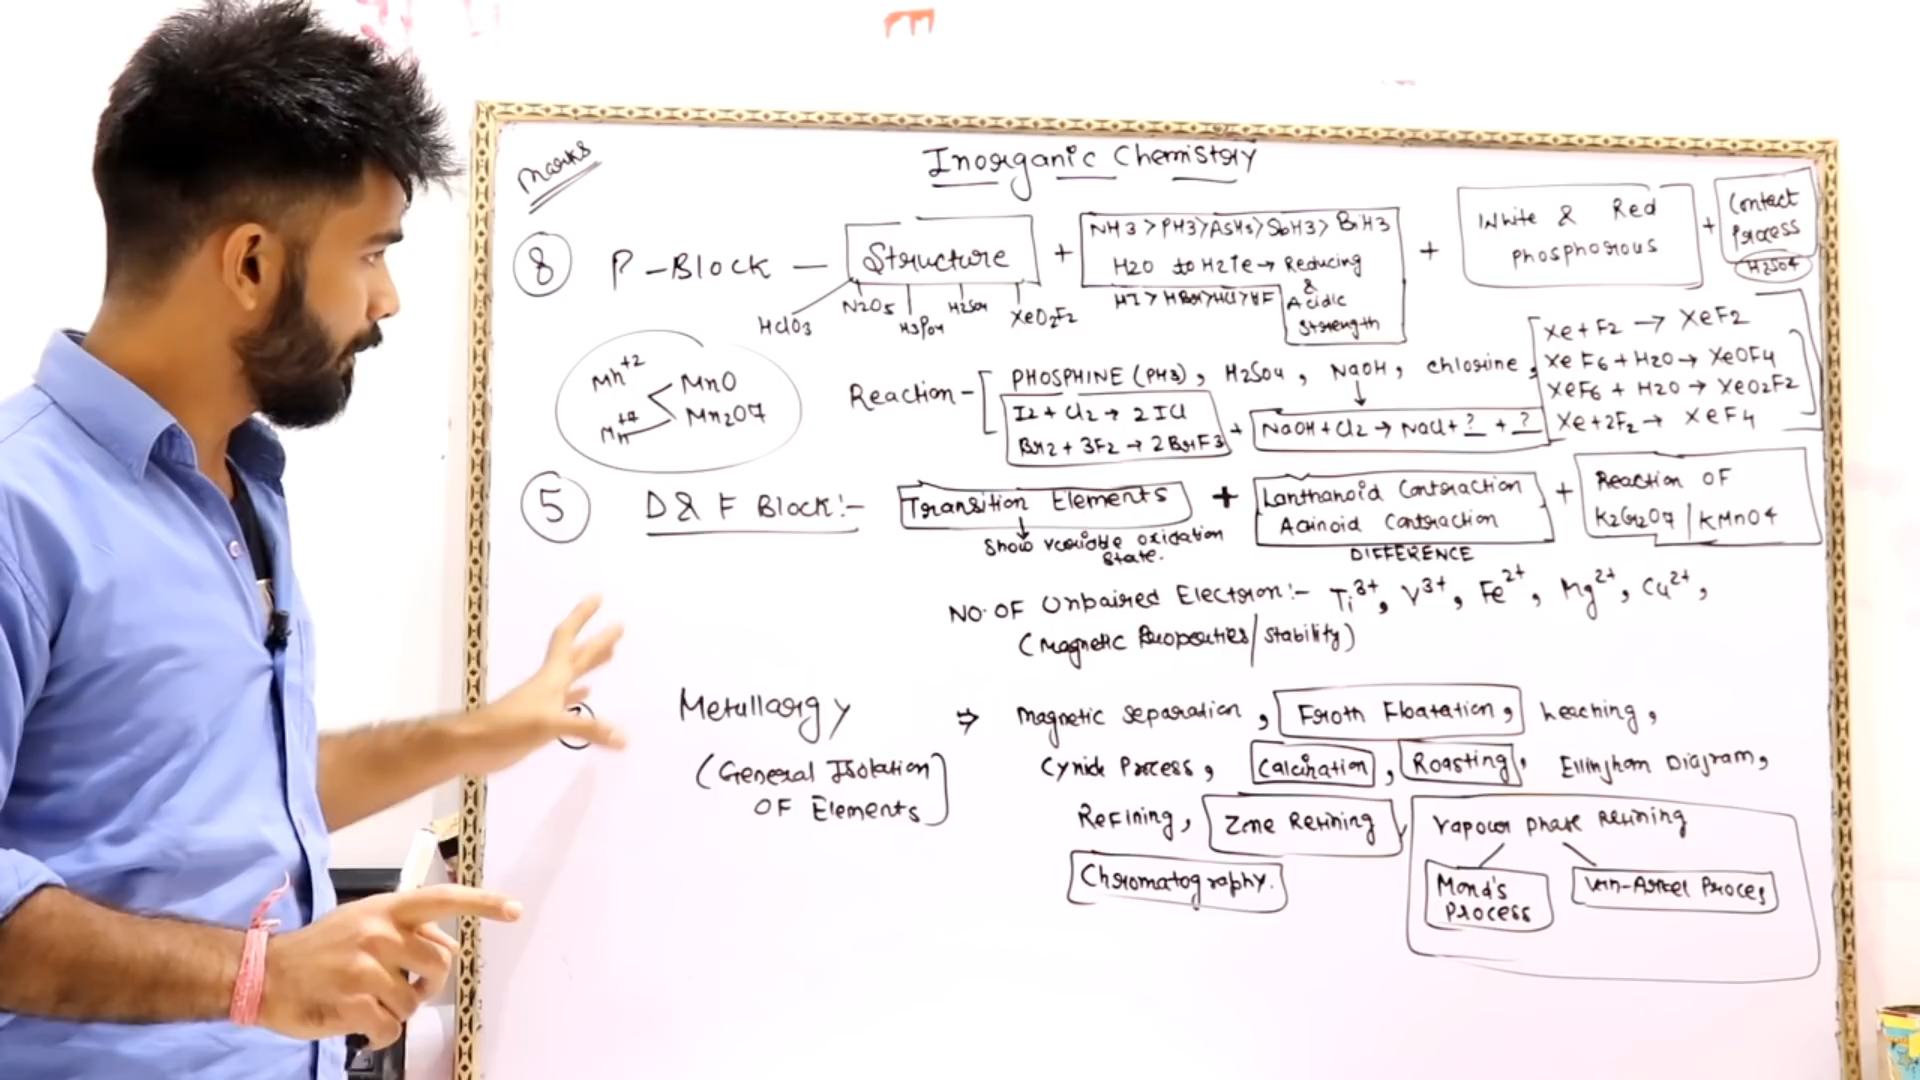 Marks
Inorganic Chemistry
8 P-Block — Structure + NH3 > PH3 > AsH3 > SbH3 > BiH3 + White & Red Phosphorous + Contact Process
H2O to H2Te → Reducing & Acidic Strength
H2SO4
HI > HBr > HCl > HF
HClO3 N2O5 H3PO4 H2SO4 XeO2F2
Mn+2
MnO
Mn+7 Mn2O7
Reaction - PHOSPHINE (PH3), H2SO4, NaOH, chlorine,
I2 + Cl2 → 2 ICl
Br2 + 3F2 → 2 BrF3 + NaOH + Cl2 → NaCl + ? + ?
Xe + F2 → XeF2
XeF6 + H2O → XeOF4
XeF6 + H2O → XeO2F2
Xe + 2F2 → XeF4
5 D & F Block :- Transition Elements + Lanthanoid Contraction + Reaction OF
Actinoid Contraction K2Cr2O7 / KMnO4
Show variable oxidation state.
DIFFERENCE
NO. OF Unpaired Electron :- Ti3+, V3+, Fe2+, Mg2+, Cu2+,
(Magnetic Properties / Stability)
Metullargy ⇒ Magnetic separation, Froth Floatation, Leaching,
(General Isolation OF Elements)
Cynide Process, Calcination, Roasting, Ellingham Diagram,
Refining, Zone Refining, Vapour phase refining
Chromatography. Mond's Process Van-Arkel Proces